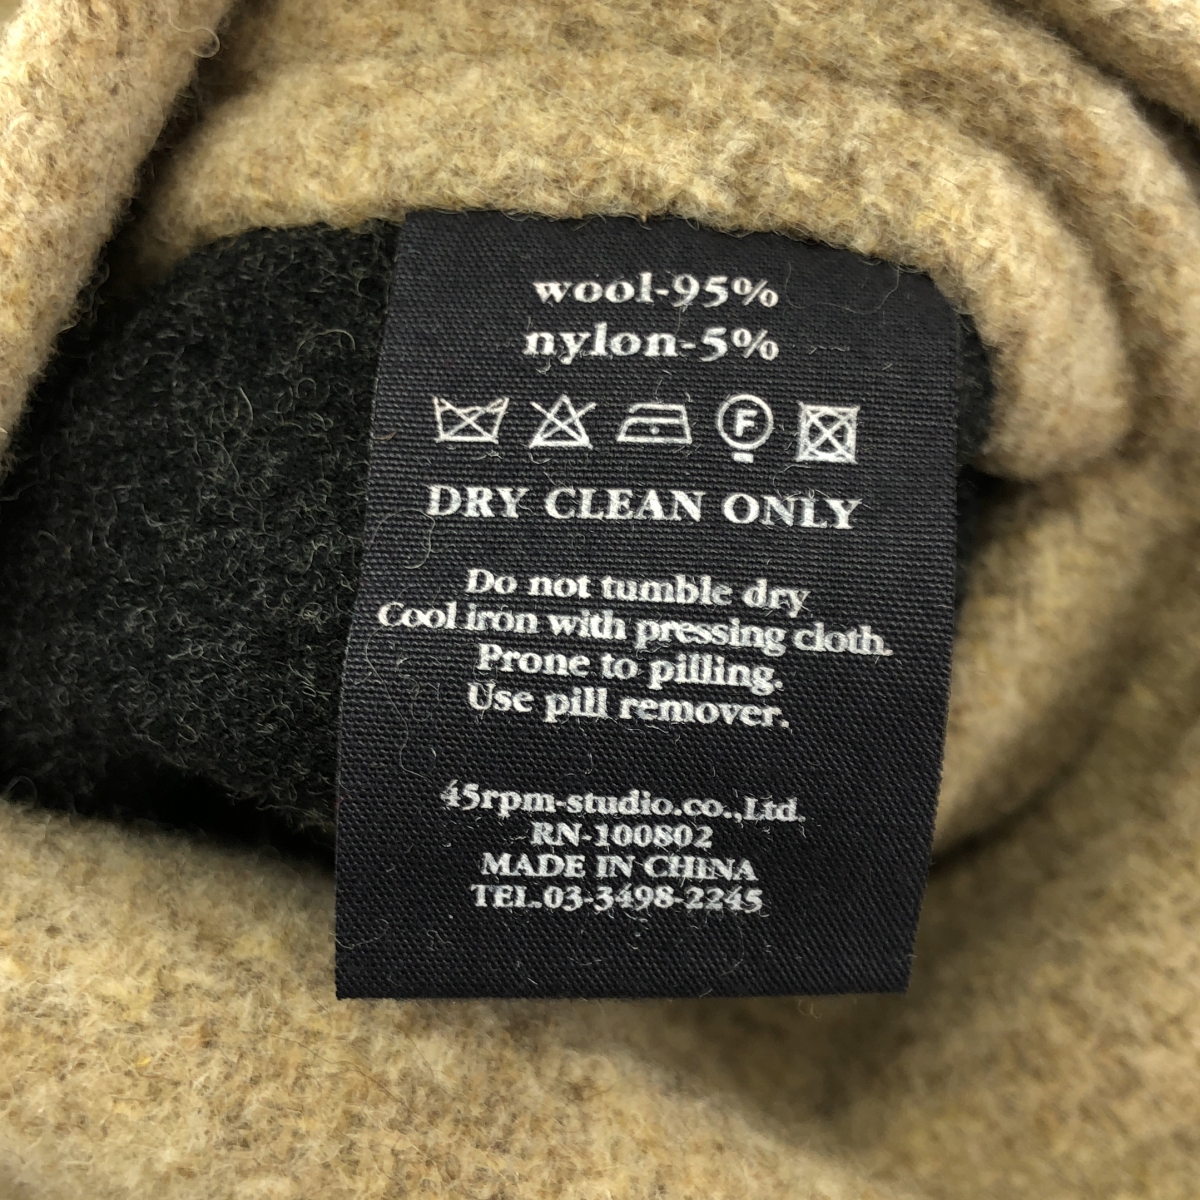 wool-95%
nylon-5%
F
DRY CLEAN ONLY
Do not tumble dry
Cool iron with pressing cloth.
Prone to pilling.
Use pill remover.
45rpm-studio.co.,Ltd.
RN-100802
MADE IN CHINA
TEL.03-3498-2245